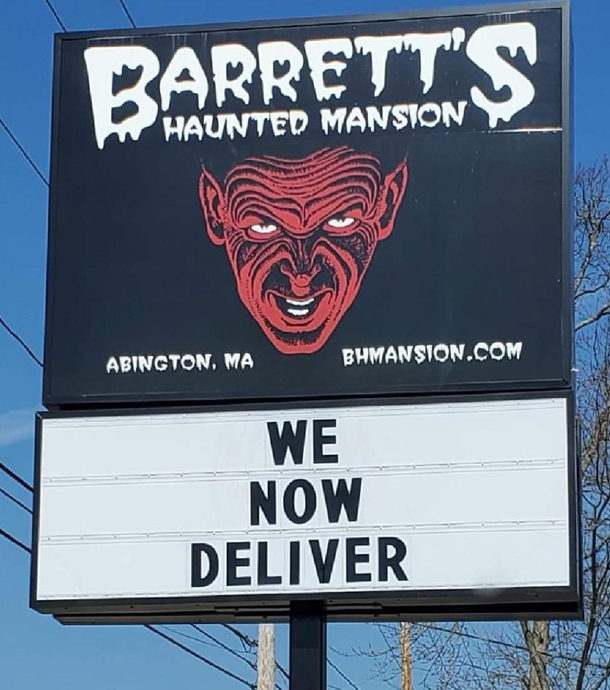 BARRETT'S
HAUNTED MANSION
ABINGTON, MA BHMANSION.COM
WE
NOW
DELIVER